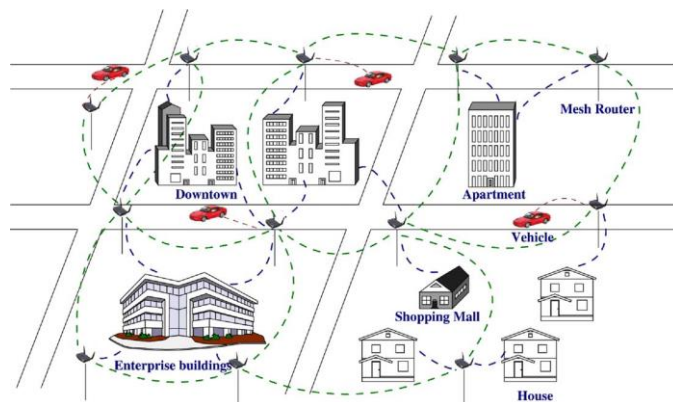 Mesh Router
Downtown
Apartment
Vehicle
Shopping Mall
Enterprise buildings
House